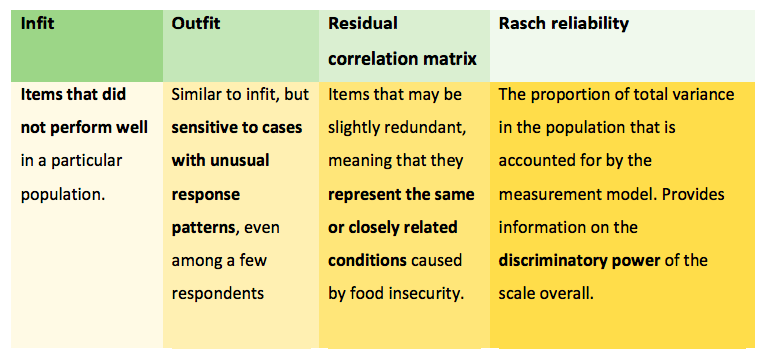 Infit
Outfit
Residual
correlation matrix
Rasch reliability
Items that did
not perform well
in a particular
population.
Similar to infit, but
sensitive to cases
with unusual
response
patterns, even
among a few
respondents
Items that may be
slightly redundant,
meaning that they
represent the same
or closely related
conditions caused
by food insecurity.
The proportion of total variance
in the population that is
accounted for by the
measurement model. Provides
information on the
discriminatory power of the
scale overall.